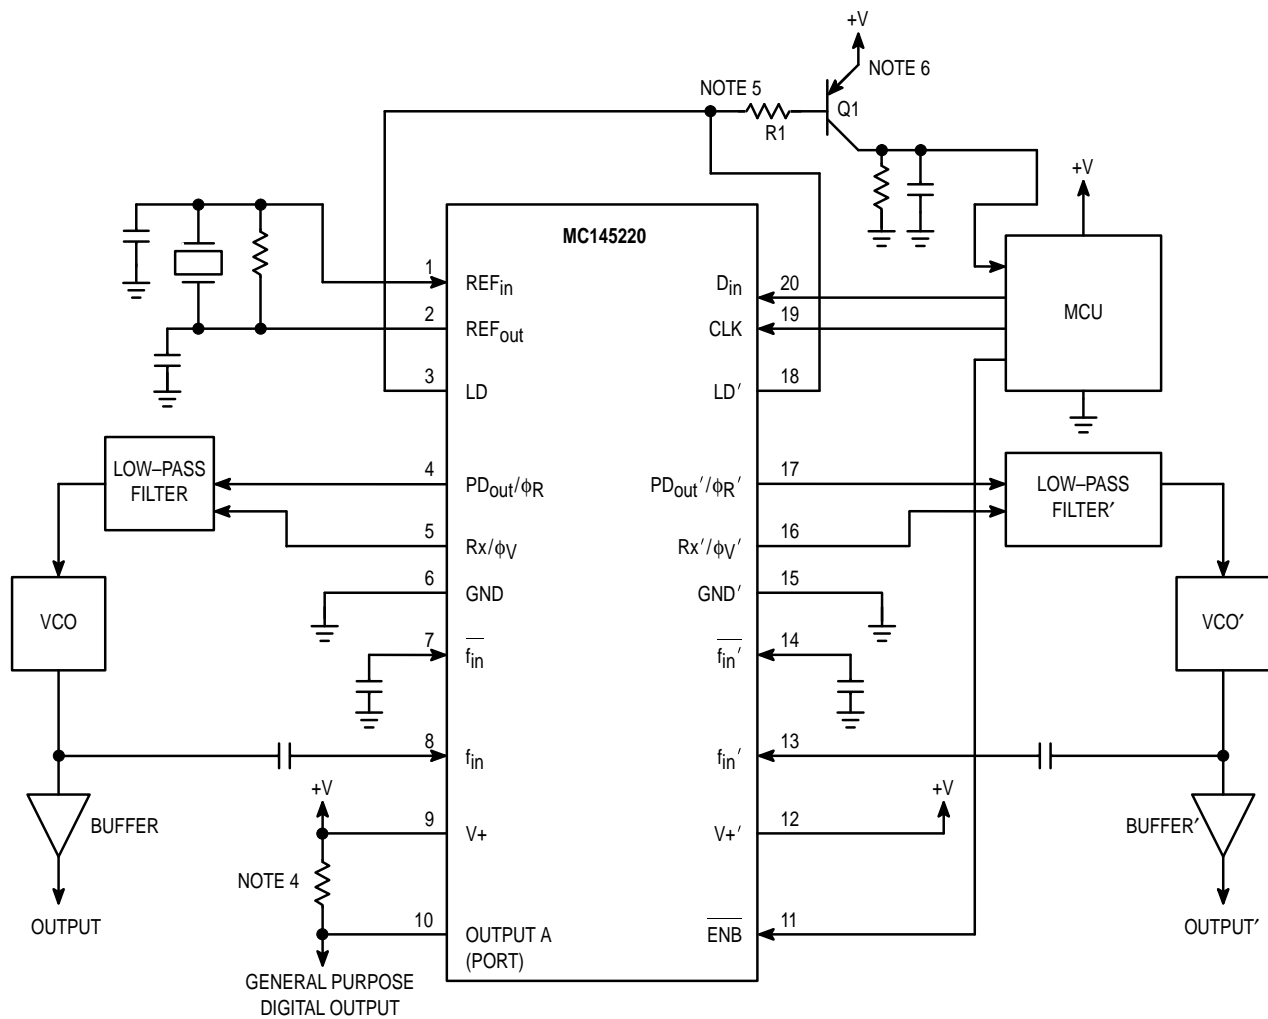 +V
NOTE 6
NOTE 5
Q1
R1
+V
MC145220
1
REFin
Din
20
MCU
2
REFout
CLK
19
3
LD
LD′
18
LOW–PASS
FILTER
4
PDout/ϕR
PDout′/ϕR′
17
LOW–PASS
FILTER′
5
Rx/ϕV
Rx′/ϕV′
16
6
GND
GND′
15
VCO
VCO′
7
fin
fin′
14
8
fin
fin′
13
+V
+V
BUFFER
9
V+
V+′
12
BUFFER′
NOTE 4
OUTPUT
10
OUTPUT A
(PORT)
ENB
11
OUTPUT′
GENERAL PURPOSE
DIGITAL OUTPUT